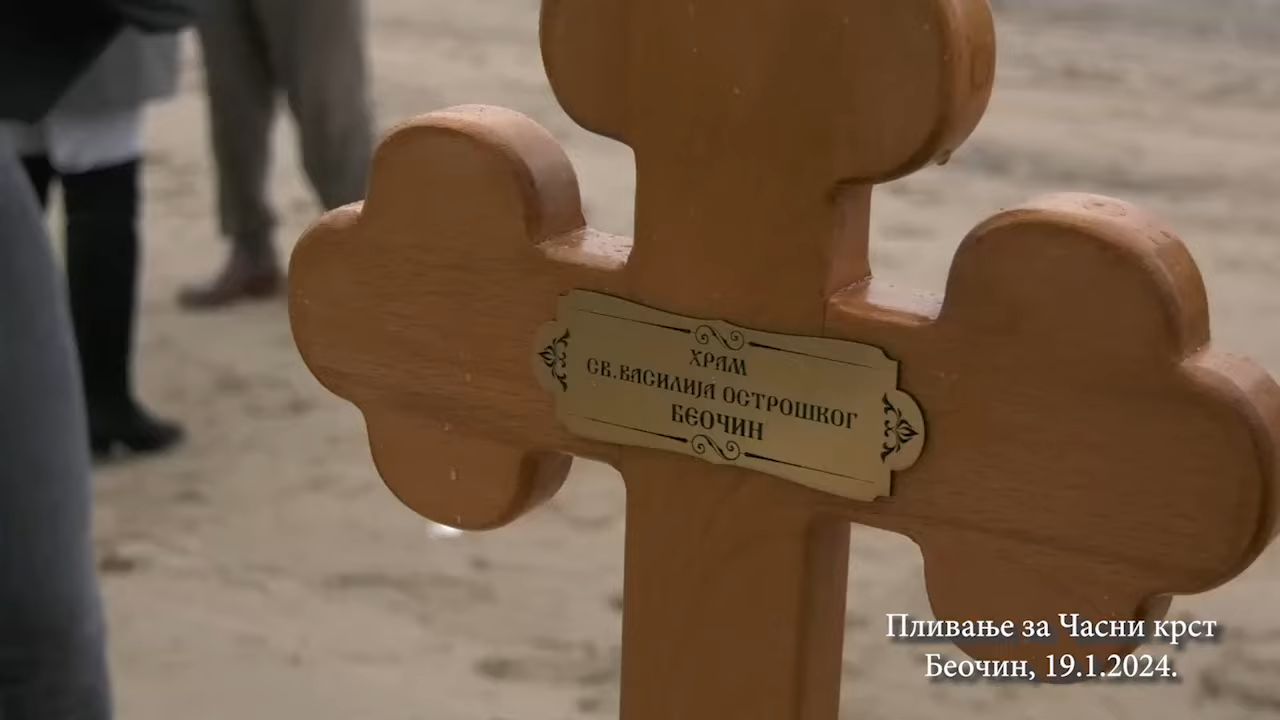 ХРАМ
СВ.ВАСИЛИЈА ОСТРОШКОГ
БЕОЧИН
Пливање за Часни крст
Беочин, 19.1.2024.